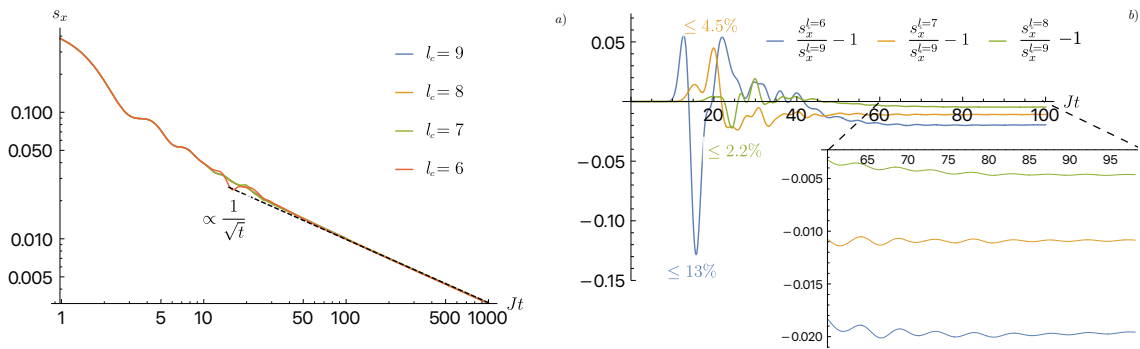 s_x
0.100
0.050
0.010
0.005
1
5
10
50
100
500
1000
Jt
l_c = 9
l_c = 8
l_c = 7
l_c = 6
∝ 1/√t
a)
b)
≤ 4.5%
s_x^{l=6}/s_x^{l=9} − 1
s_x^{l=7}/s_x^{l=9} − 1
s_x^{l=8}/s_x^{l=9} −1
0.05
−0.05
−0.10
−0.15
20
40
60
80
100
Jt
≤ 2.2%
≤ 13%
65
70
75
80
85
90
95
−0.005
−0.010
−0.015
−0.020